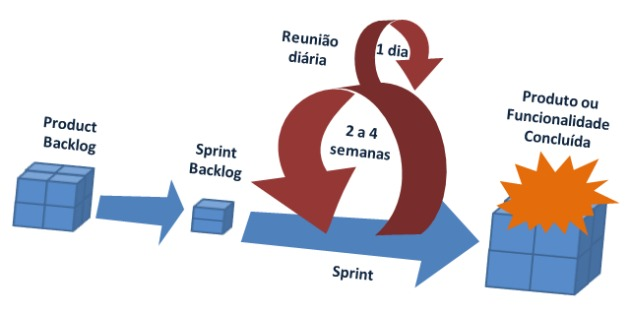 Product
Backlog
Sprint
Backlog
Reunião
diária
1 dia
2 a 4
semanas
Sprint
Produto ou
Funcionalidade
Concluída